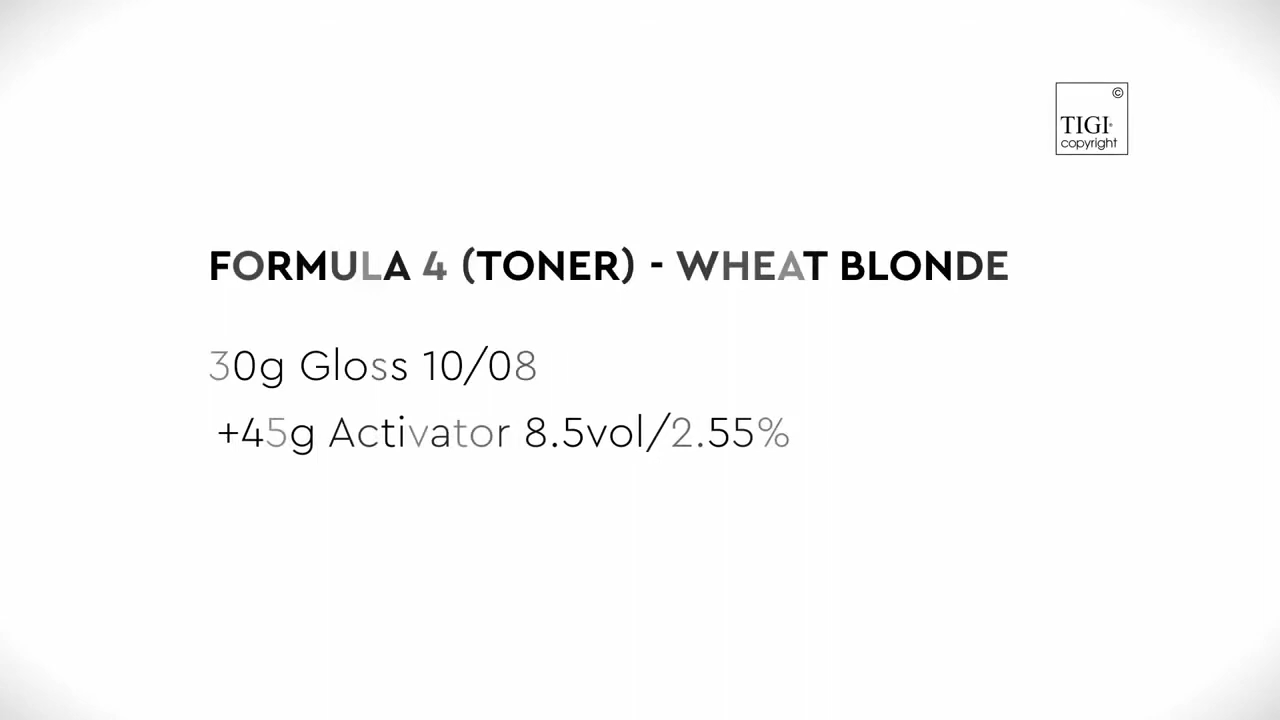 ©
TIGI®
copyright
FORMULA 4 (TONER) - WHEAT BLONDE
30g Gloss 10/08
+45g Activator 8.5vol/2.55%